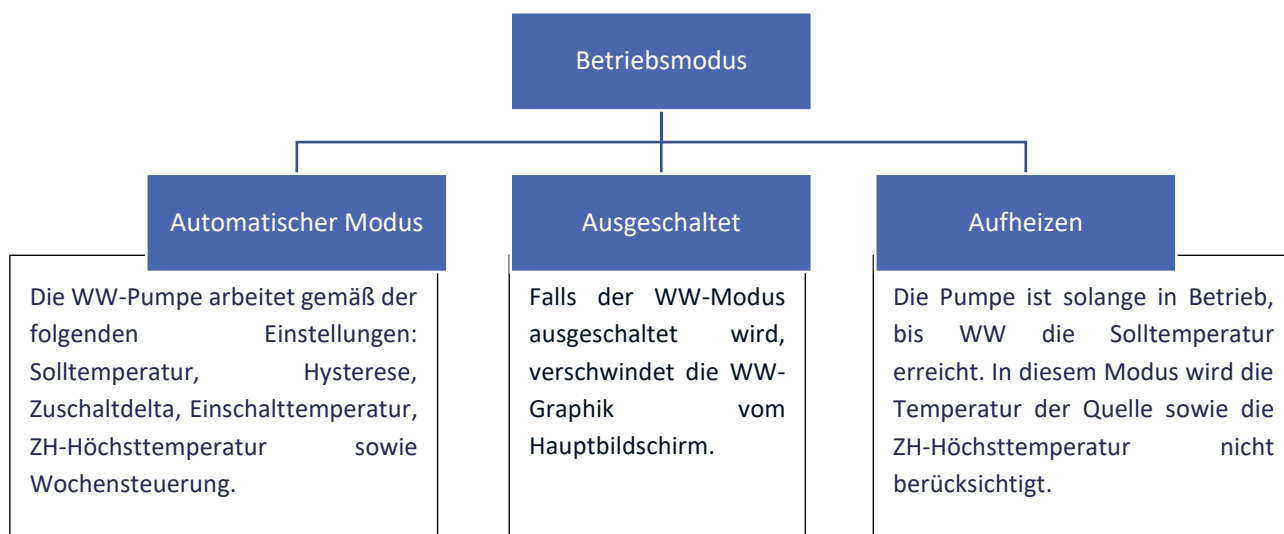 Betriebsmodus
Automatischer Modus
Die WW-Pumpe arbeitet gemäß der
folgenden Einstellungen:
Solltemperatur, Hysterese,
Zuschaltdelta, Einschalttemperatur,
ZH-Höchsttemperatur sowie
Wochensteuerung.
Ausgeschaltet
Falls der WW-Modus
ausgeschaltet wird,
verschwindet die WW-
Graphik vom
Hauptbildschirm.
Aufheizen
Die Pumpe ist solange in Betrieb,
bis WW die Solltemperatur
erreicht. In diesem Modus wird die
Temperatur der Quelle sowie die
ZH-Höchsttemperatur nicht
berücksichtigt.